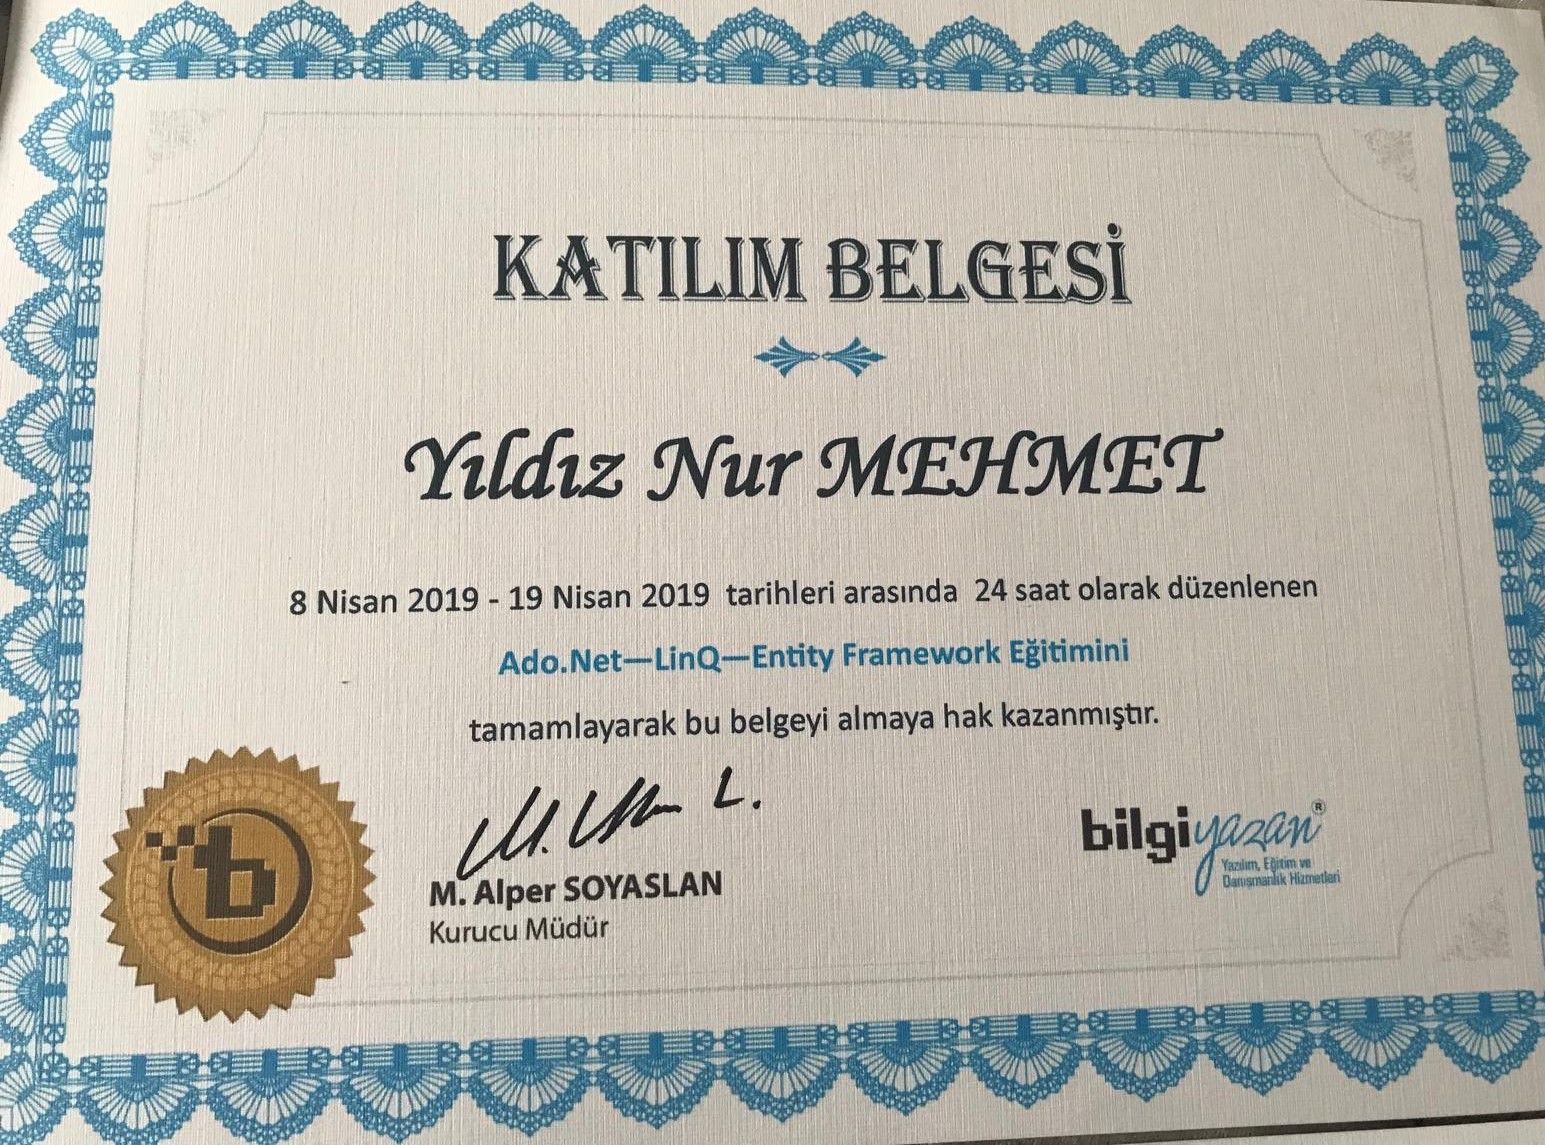 KATILIM BELGESİ
Yıldız Nur MEHMET
8 Nisan 2019 - 19 Nisan 2019 tarihleri arasında 24 saat olarak düzenlenen
Ado.Net—LinQ—Entity Framework Eğitimini
tamamlayarak bu belgeyi almaya hak kazanmıştır.
M. Alper SOYASLAN
Kurucu Müdür
b
bilgiyazan®
Yazılım, Eğitim ve
Danışmanlık Hizmetleri